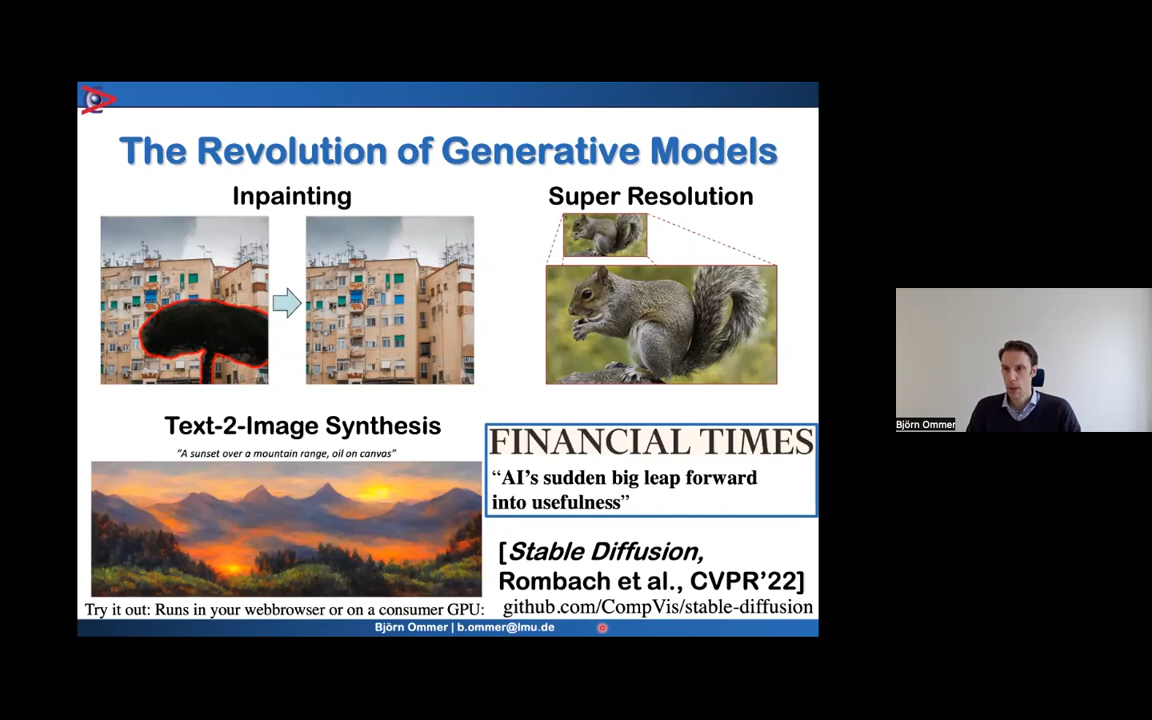 The Revolution of Generative Models
Inpainting
Super Resolution
Text-2-Image Synthesis
"A sunset over a mountain range, oil on canvas"
FINANCIAL TIMES
“AI’s sudden big leap forward
into usefulness”
[Stable Diffusion,
Rombach et al., CVPR’22]
Try it out: Runs in your webbrowser or on a consumer GPU:
github.com/CompVis/stable-diffusion
Björn Ommer | b.ommer@lmu.de
Björn Ommer